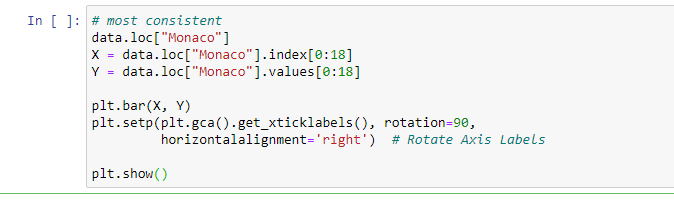 In [ ]: # most consistent
data.loc["Monaco"]
X = data.loc["Monaco"].index[0:18]
Y = data.loc["Monaco"].values[0:18]
plt.bar(X, Y)
plt.setp(plt.gca().get_xticklabels(), rotation=90,
horizontalalignment='right')  # Rotate Axis Labels
plt.show()